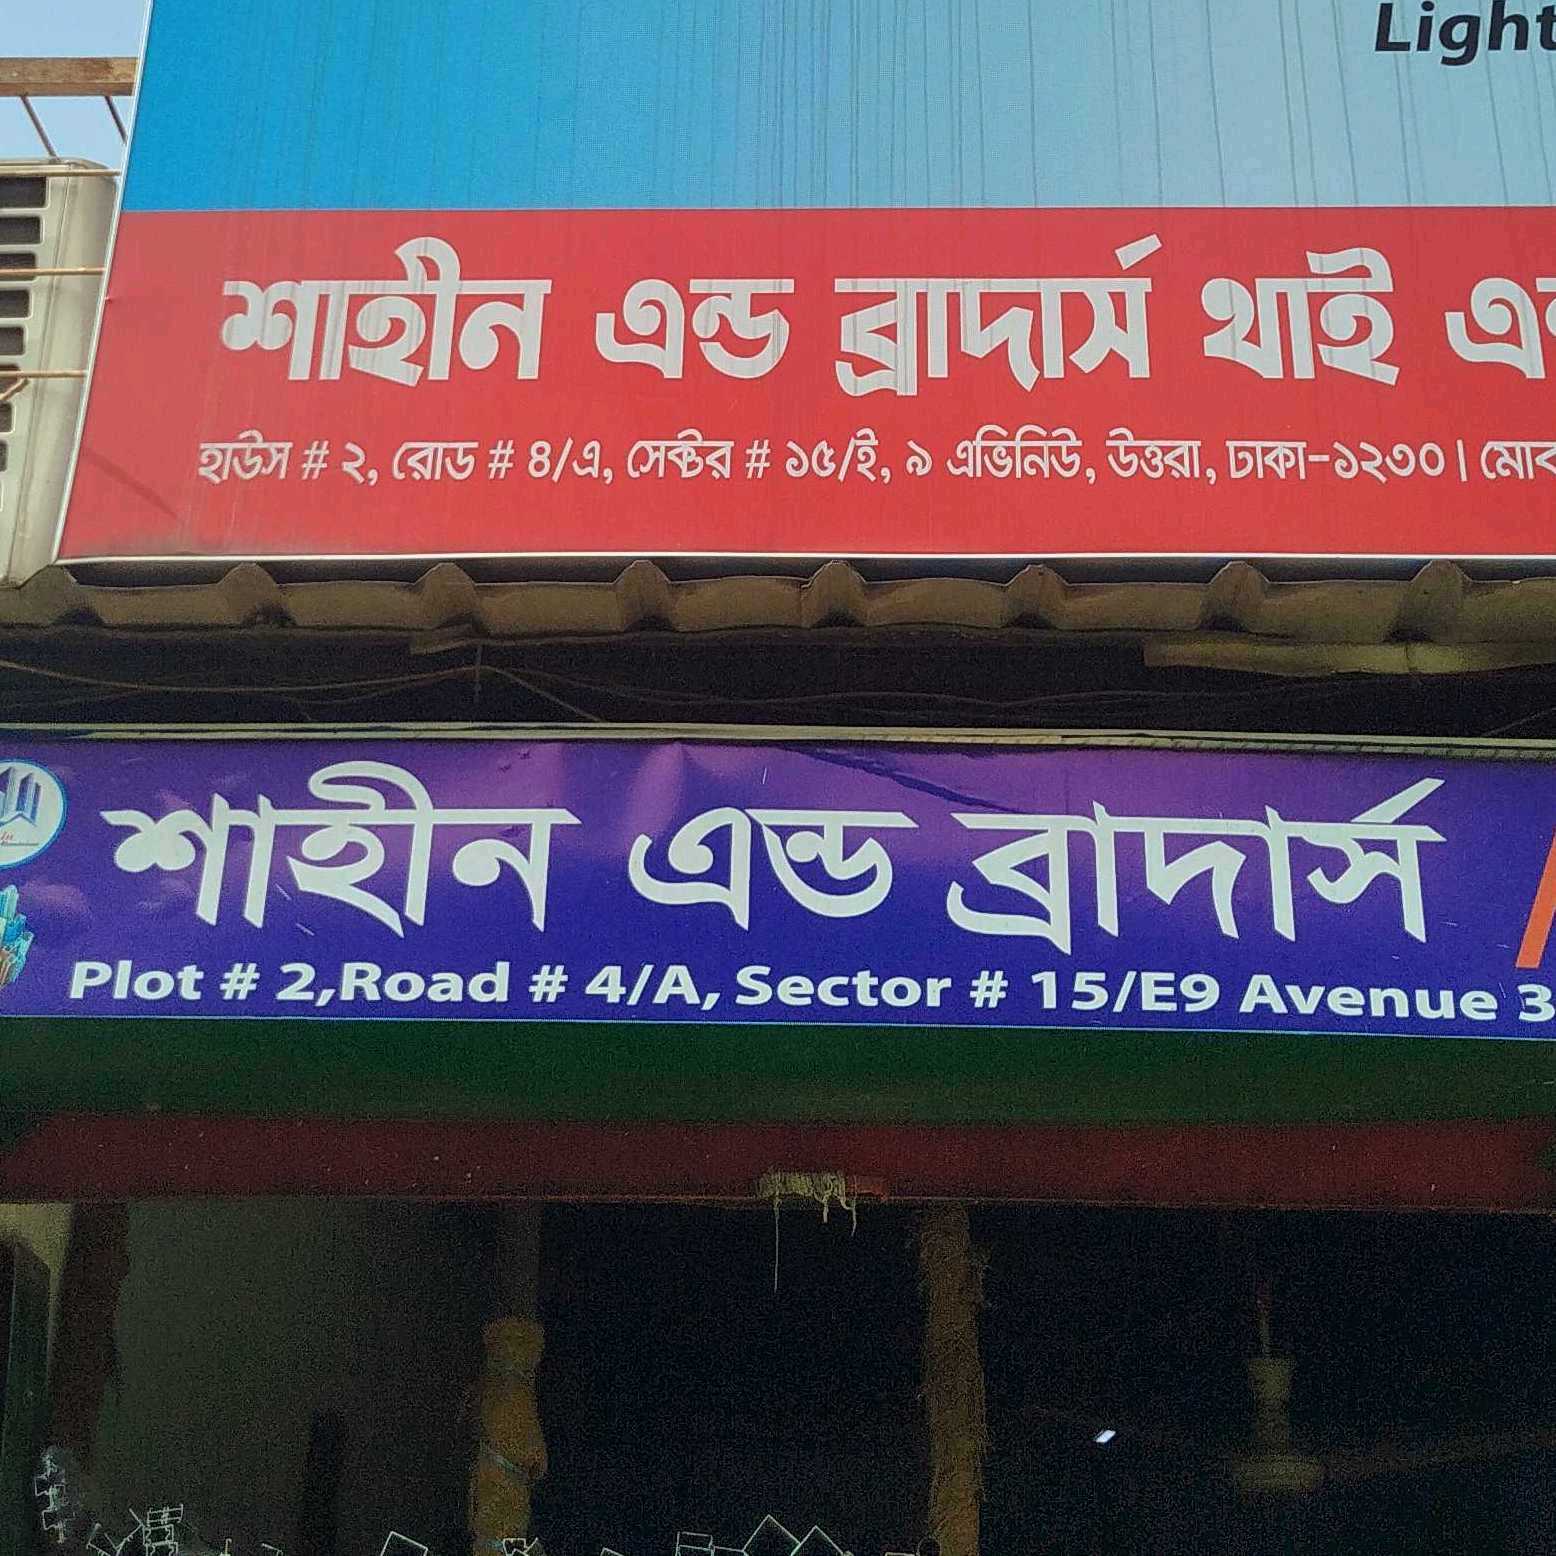 Light
শাহীন এন্ড ব্রাদার্স থাই
হাউস # ২, রোড # ৪/এ, সেক্টর # ১৫/ই, ৯ এভিনিউ, উত্তরা, ঢাকা-১২৩০।
শাহীন এন্ড ব্রাদার্স
Plot # 2,Road # 4/A, Sector # 15/E9 Avenue 3